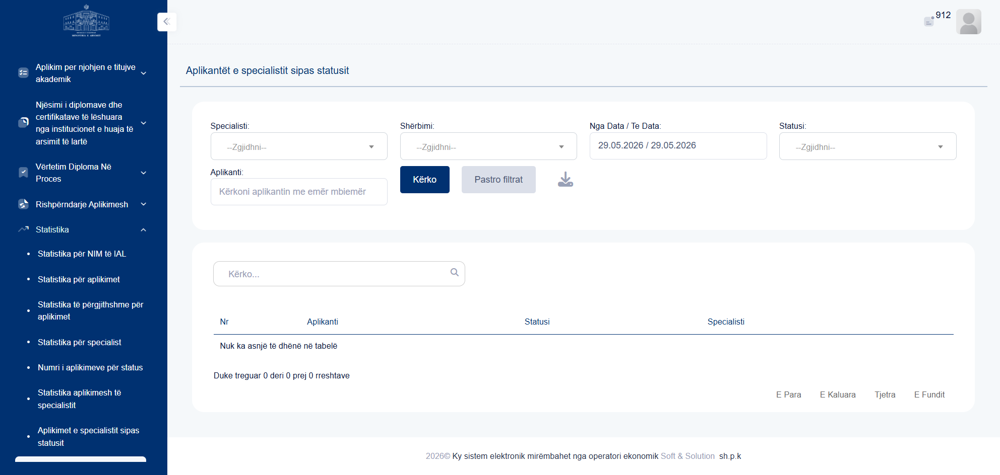 MINISTRIA E ARSIMIT
Aplikim per njohjen e titujve
akademik
Njësimi i diplomave dhe
certifikatave të lëshuara
nga institucionet e huaja të
arsimit të lartë
Vërtetim Diploma Në
Proces
Rishpërndarje Aplikimesh
Statistika
Statistika për NIM të IAL
Statistika për aplikimet
Statistika të përgjithshme për
aplikimet
Statistika për specialist
Numri i aplikimeve për status
Statistika aplikimesh të
specialistit
Aplikimet e specialistit sipas
statusit
912
Aplikantët e specialistit sipas statusit
Specialisti: Shërbimi: Nga Data / Te Data: Statusi:
--Zgjidhni-- --Zgjidhni-- 29.05.2026 / 29.05.2026 --Zgjidhni--
Aplikanti:
Kërkoni aplikantin me emër mbiemër Kërko Pastro filtrat
Kërko...
Nr Aplikanti Statusi Specialisti
Nuk ka asnjë të dhënë në tabelë
Duke treguar 0 deri 0 prej 0 rreshtave
E Para E Kaluara Tjetra E Fundit
2026© Ky sistem elektronik mirëmbahet nga operatori ekonomik Soft & Solution sh.p.k